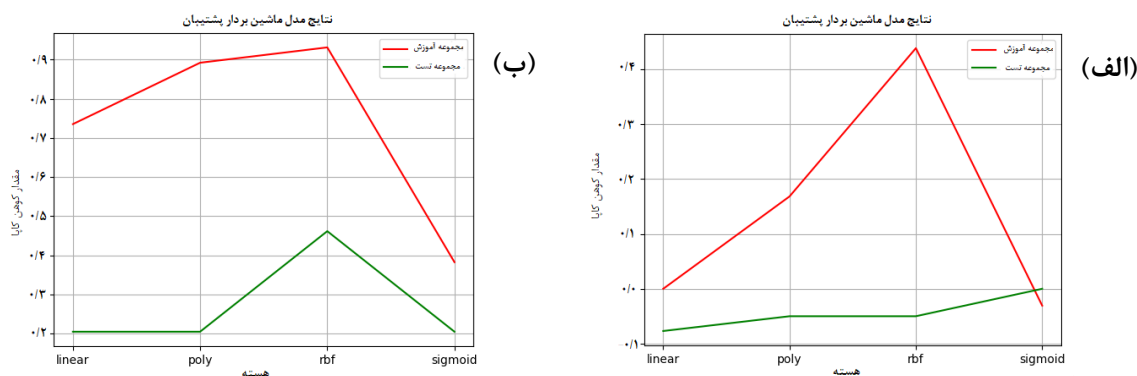 نتایج مدل ماشین بردار پشتیبان
(الف)
مجموعه آموزش
مجموعه تست
مقدار کوهن کاپا
۰/۴
۰/۳
۰/۲
۰/۱
۰/۰
-۰/۱
linear poly rbf sigmoid
هسته
نتایج مدل ماشین بردار پشتیبان
(ب)
مجموعه آموزش
مجموعه تست
مقدار کوهن کاپا
۰/۹
۰/۸
۰/۷
۰/۶
۰/۵
۰/۴
۰/۳
۰/۲
linear poly rbf sigmoid
هسته